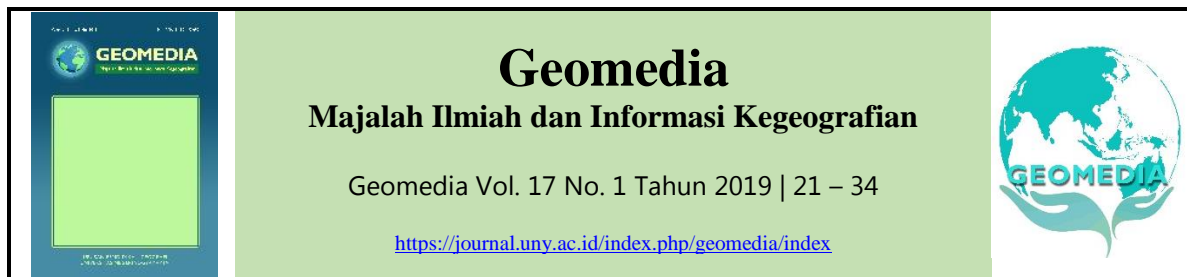 GEOMEDIA
Geomedia
Majalah Ilmiah dan Informasi Kegeografian
Geomedia Vol. 17 No. 1 Tahun 2019 | 21 – 34
https://journal.uny.ac.id/index.php/geomedia/index
GEOMEDIA